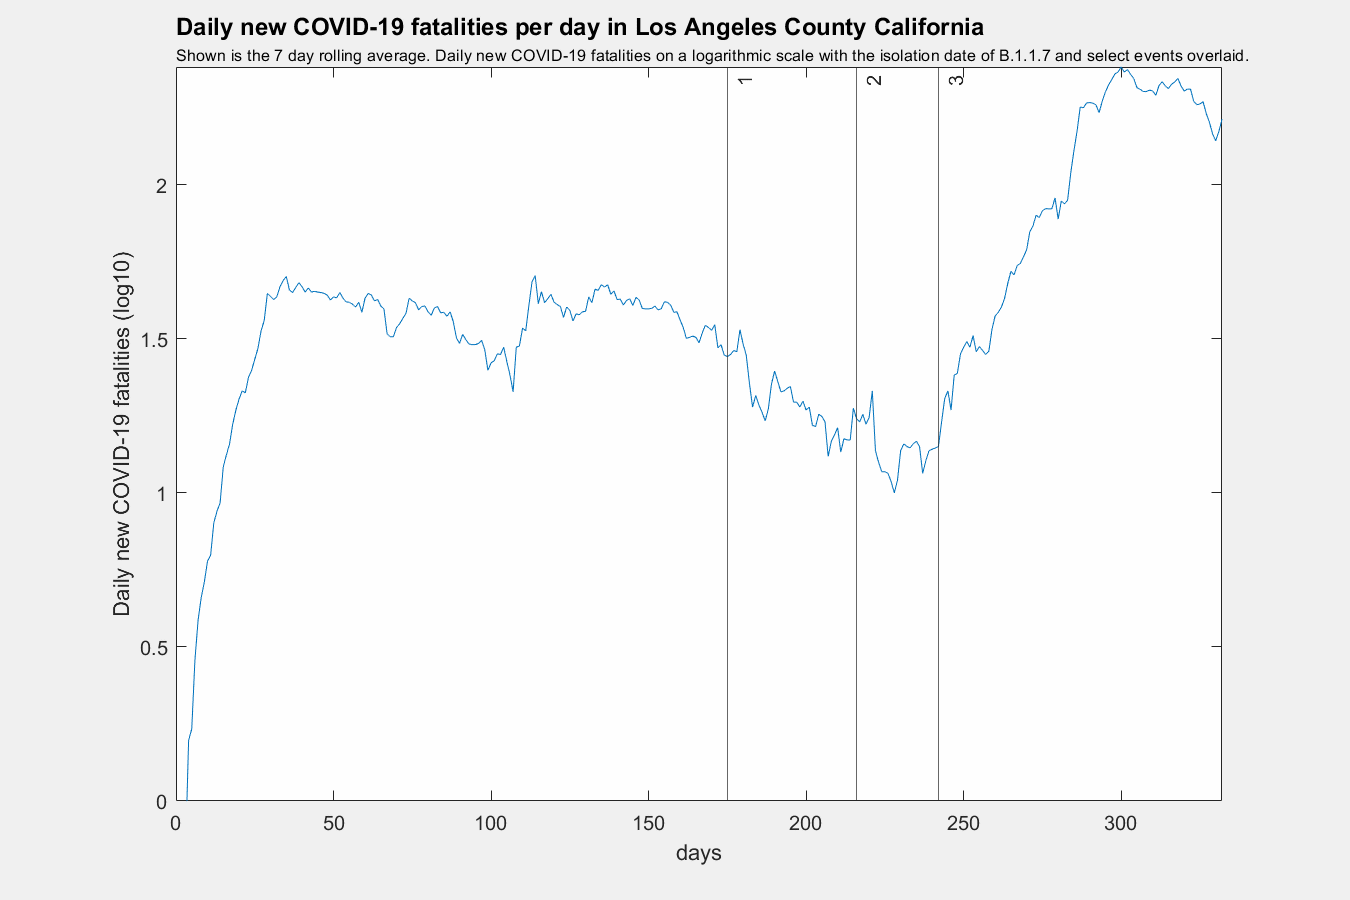 Daily new COVID-19 fatalities per day in Los Angeles County California
Shown is the 7 day rolling average. Daily new COVID-19 fatalities on a logarithmic scale with the isolation date of B.1.1.7 and select events overlaid.
1
2
3
2
1.5
1
0.5
0
Daily new COVID-19 fatalities (log10)
0 50 100 150 200 250 300
days